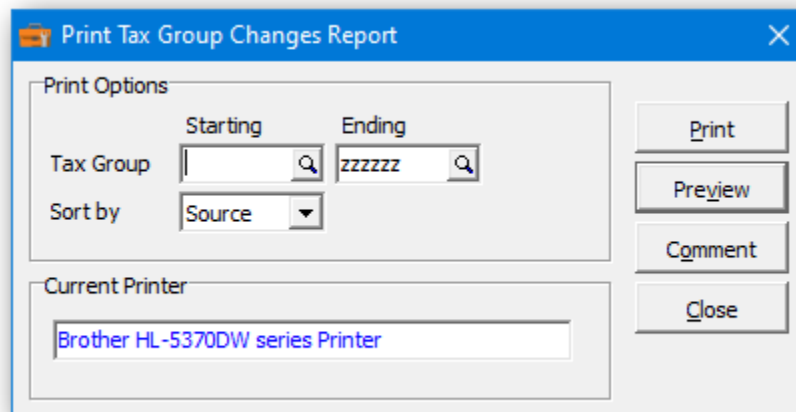 Print Tax Group Changes Report
Print Options
Starting Ending
Tax Group zzzzzz
Sort by Source
Current Printer
Brother HL-5370DW series Printer
Print
Preview
Comment
Close